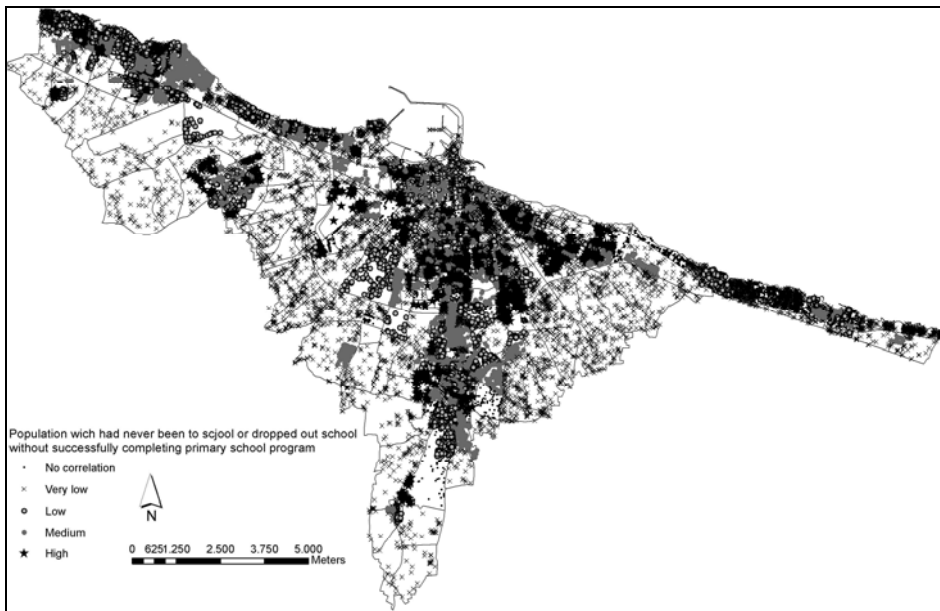 Population wich had never been to scjool or dropped out school
without successfully completing primary school program
No correlation
Very low
Low
Medium
High
N
0 6251.250 2.500 3.750 5.000
Meters